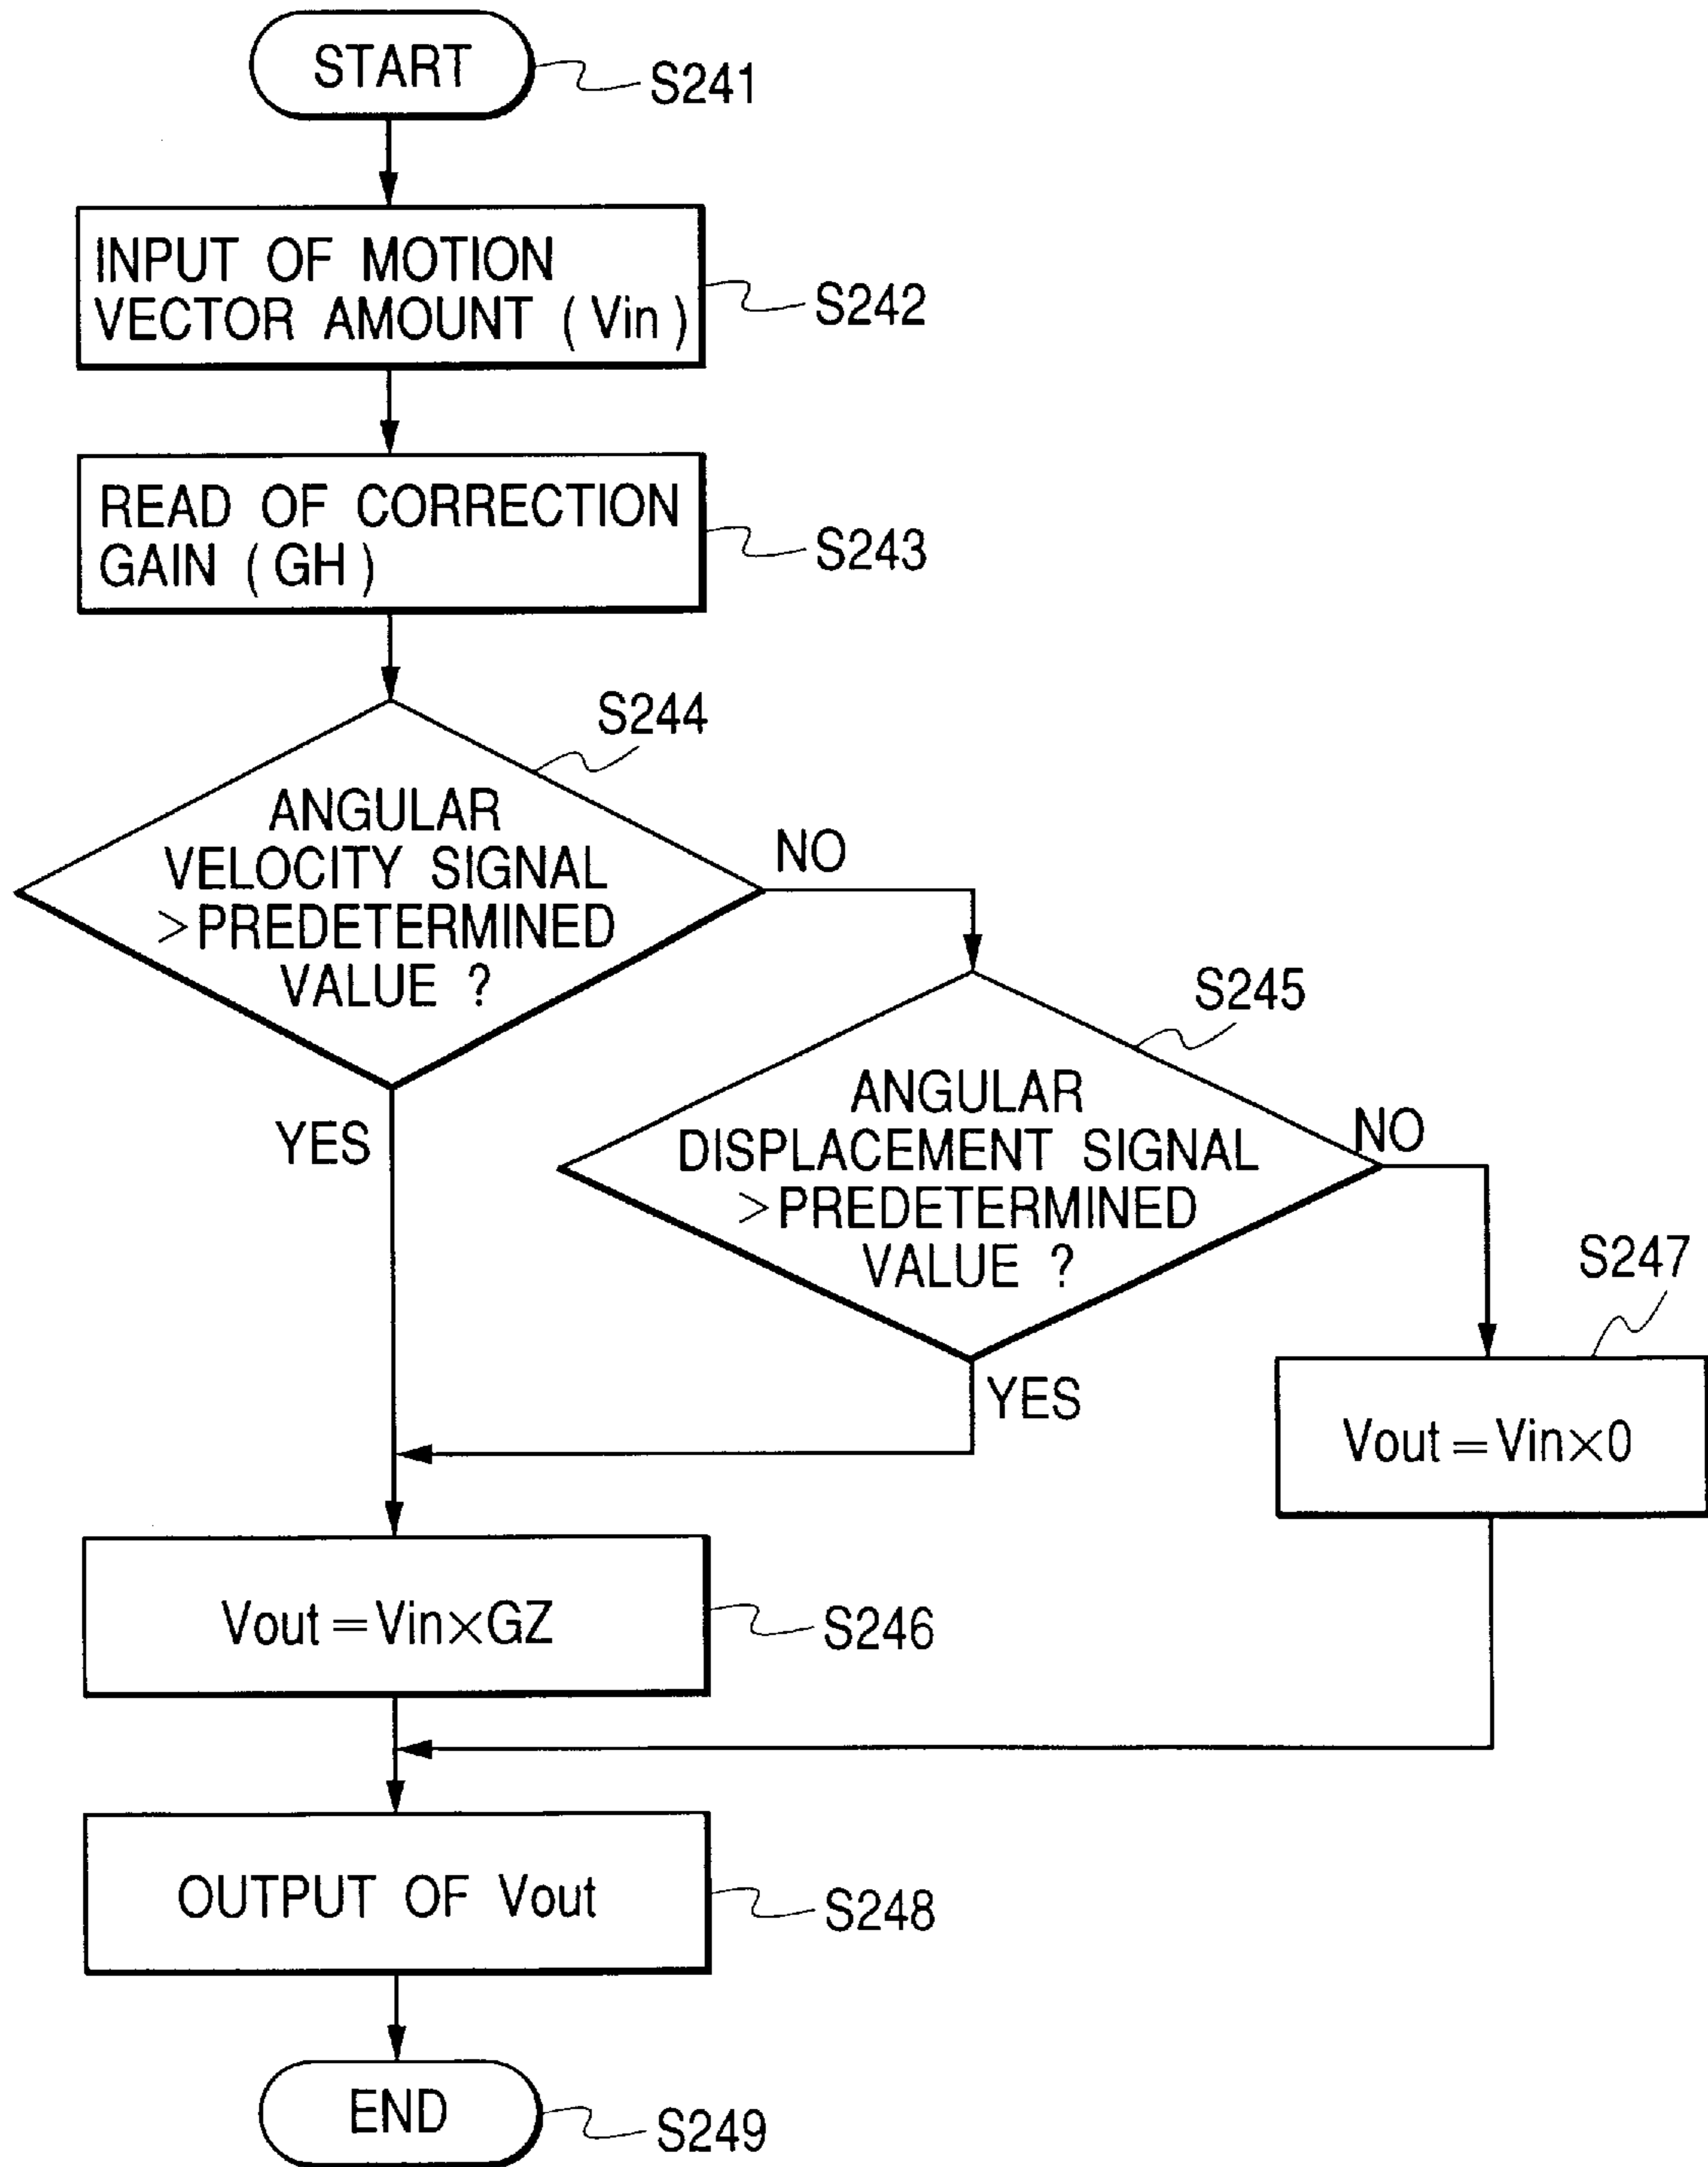 START
S241
INPUT OF MOTION
VECTOR AMOUNT (Vin)
S242
READ OF CORRECTION
GAIN (GH)
S243
S244
ANGULAR
VELOCITY SIGNAL
>PREDETERMINED
VALUE ?
NO
YES
S245
ANGULAR
DISPLACEMENT SIGNAL
>PREDETERMINED
VALUE ?
NO
YES
S247
Vout=Vin×0
Vout=Vin×GZ
S246
OUTPUT OF Vout
S248
END
S249